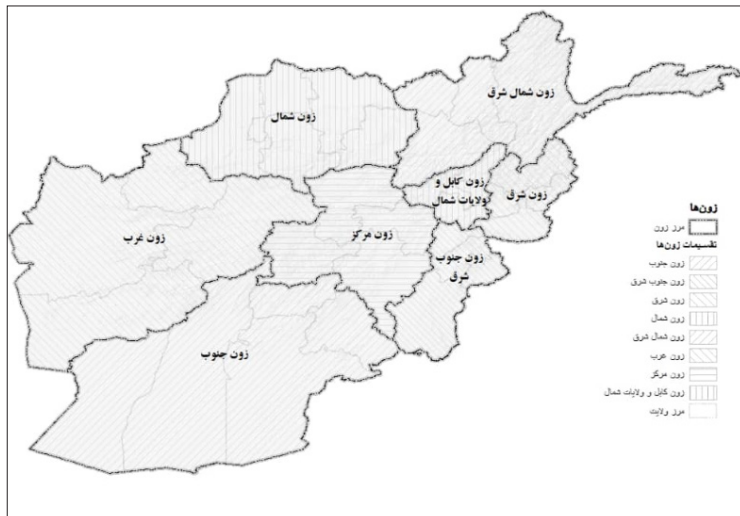 زون شمال شرق
زون شمال
زون کابل و
ولایات شمال
زون شرق
زون غرب
زون مرکز
زون جنوب
شرق
زون جنوب
زون‌ها
مرز زون
تقسیمات زون‌ها
زون جنوب
زون جنوب شرق
زون شرق
زون شمال
زون شمال شرق
زون غرب
زون مرکز
زون کابل و ولایات شمال
مرز ولایت